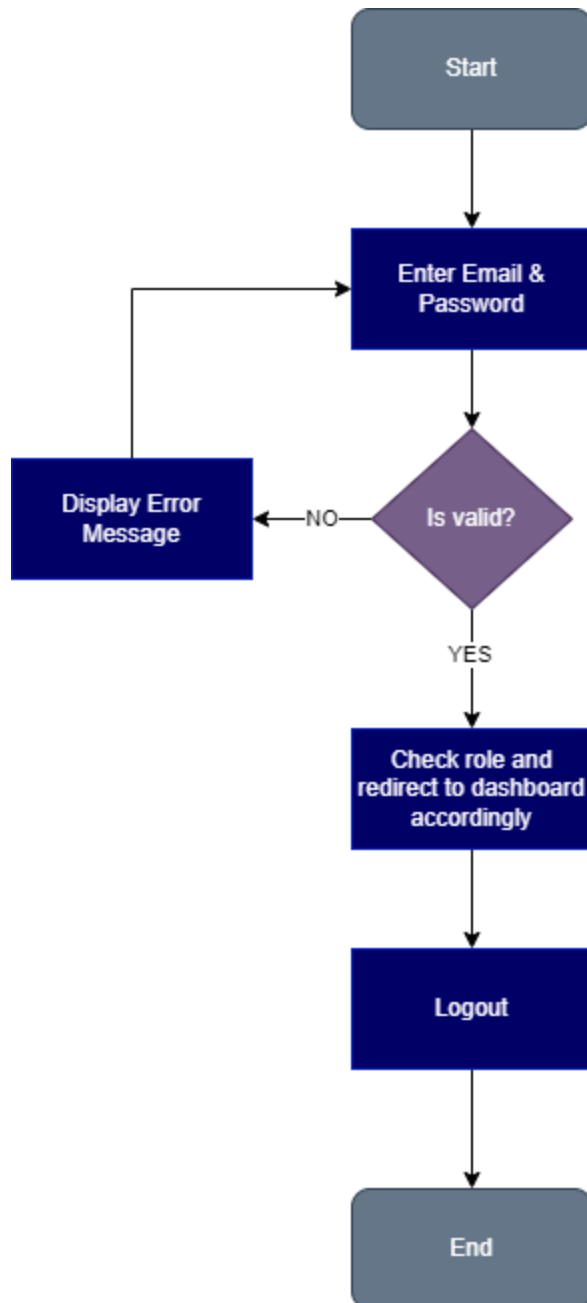 Start
Enter Email &
Password
Display Error
Message
NO
Is valid?
YES
Check role and
redirect to dashboard
accordingly
Logout
End